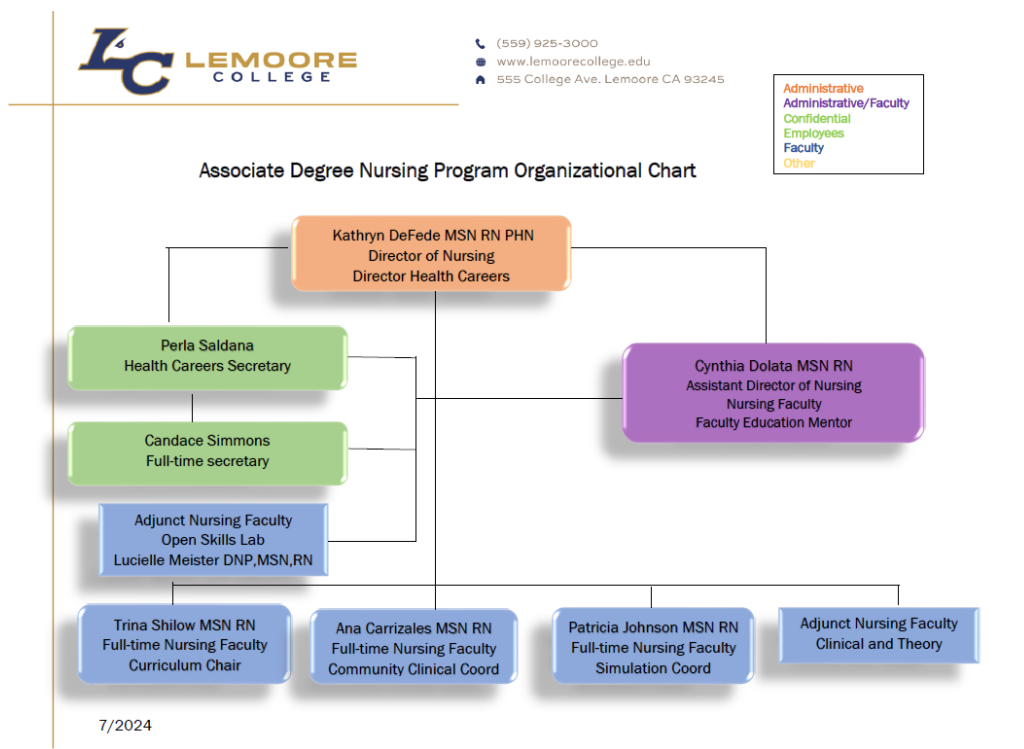 LC LEMOORE
COLLEGE
(559) 925-3000
www.lemoorecollege.edu
555 College Ave. Lemoore CA 93245
Administrative
Administrative/Faculty
Confidential
Employees
Faculty
Other
Associate Degree Nursing Program Organizational Chart
Kathryn DeFede MSN RN PHN
Director of Nursing
Director Health Careers
Perla Saldana
Health Careers Secretary
Cynthia Dolata MSN RN
Assistant Director of Nursing
Nursing Faculty
Faculty Education Mentor
Candace Simmons
Full-time secretary
Adjunct Nursing Faculty
Open Skills Lab
Lucielle Meister DNP,MSN,RN
Trina Shilow MSN RN
Full-time Nursing Faculty
Curriculum Chair
Ana Carrizales MSN RN
Full-time Nursing Faculty
Community Clinical Coord
Patricia Johnson MSN RN
Full-time Nursing Faculty
Simulation Coord
Adjunct Nursing Faculty
Clinical and Theory
7/2024